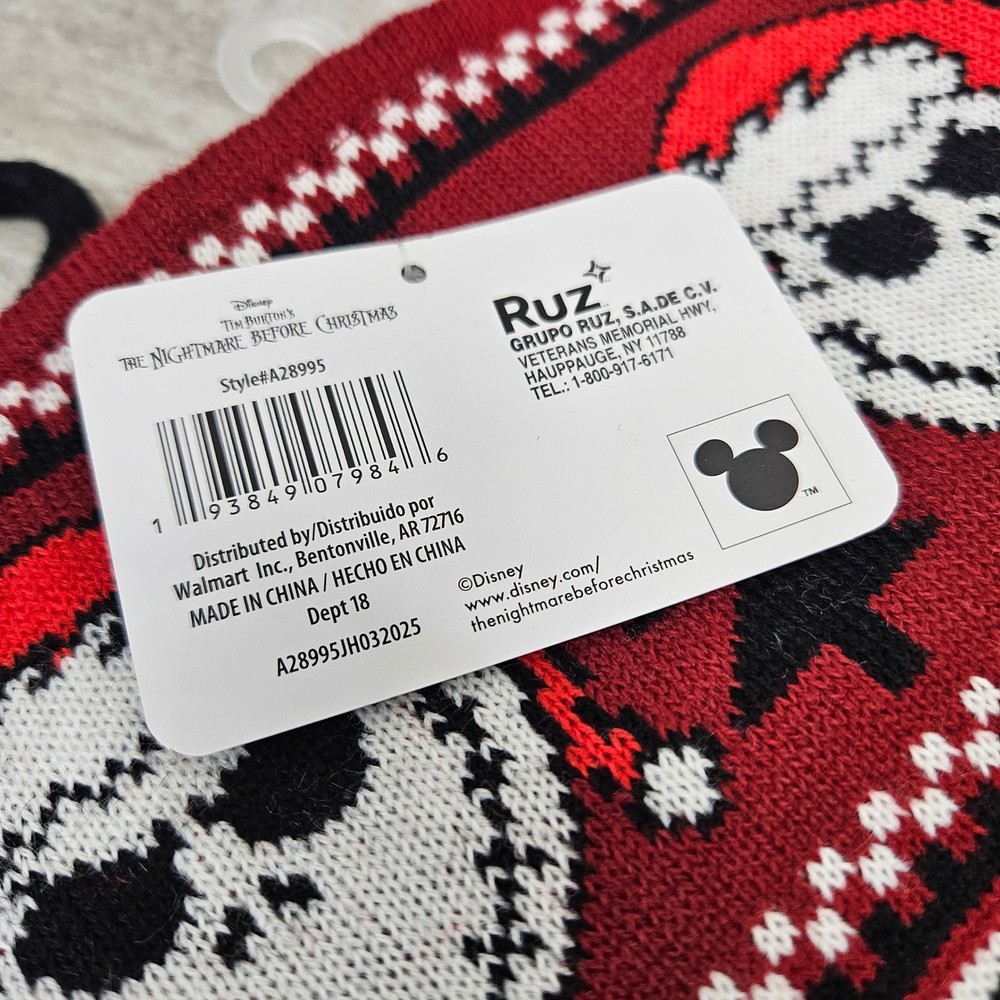 Disney
TIM BURTON'S
THE NIGHTMARE BEFORE CHRISTMAS
Style#A28995
1 93849 07984 6
Distributed by/Distribuido por
Walmart Inc., Bentonville, AR 72716
MADE IN CHINA / HECHO EN CHINA
Dept 18
A28995JH032025
RUZ
GRUPO RUZ, S.A.DE C.V.
VETERANS MEMORIAL HWY,
HAUPPAUGE, NY 11788
TEL.: 1-800-917-6171
TM
©Disney
www.disney.com/
thenightmarebeforechristmas